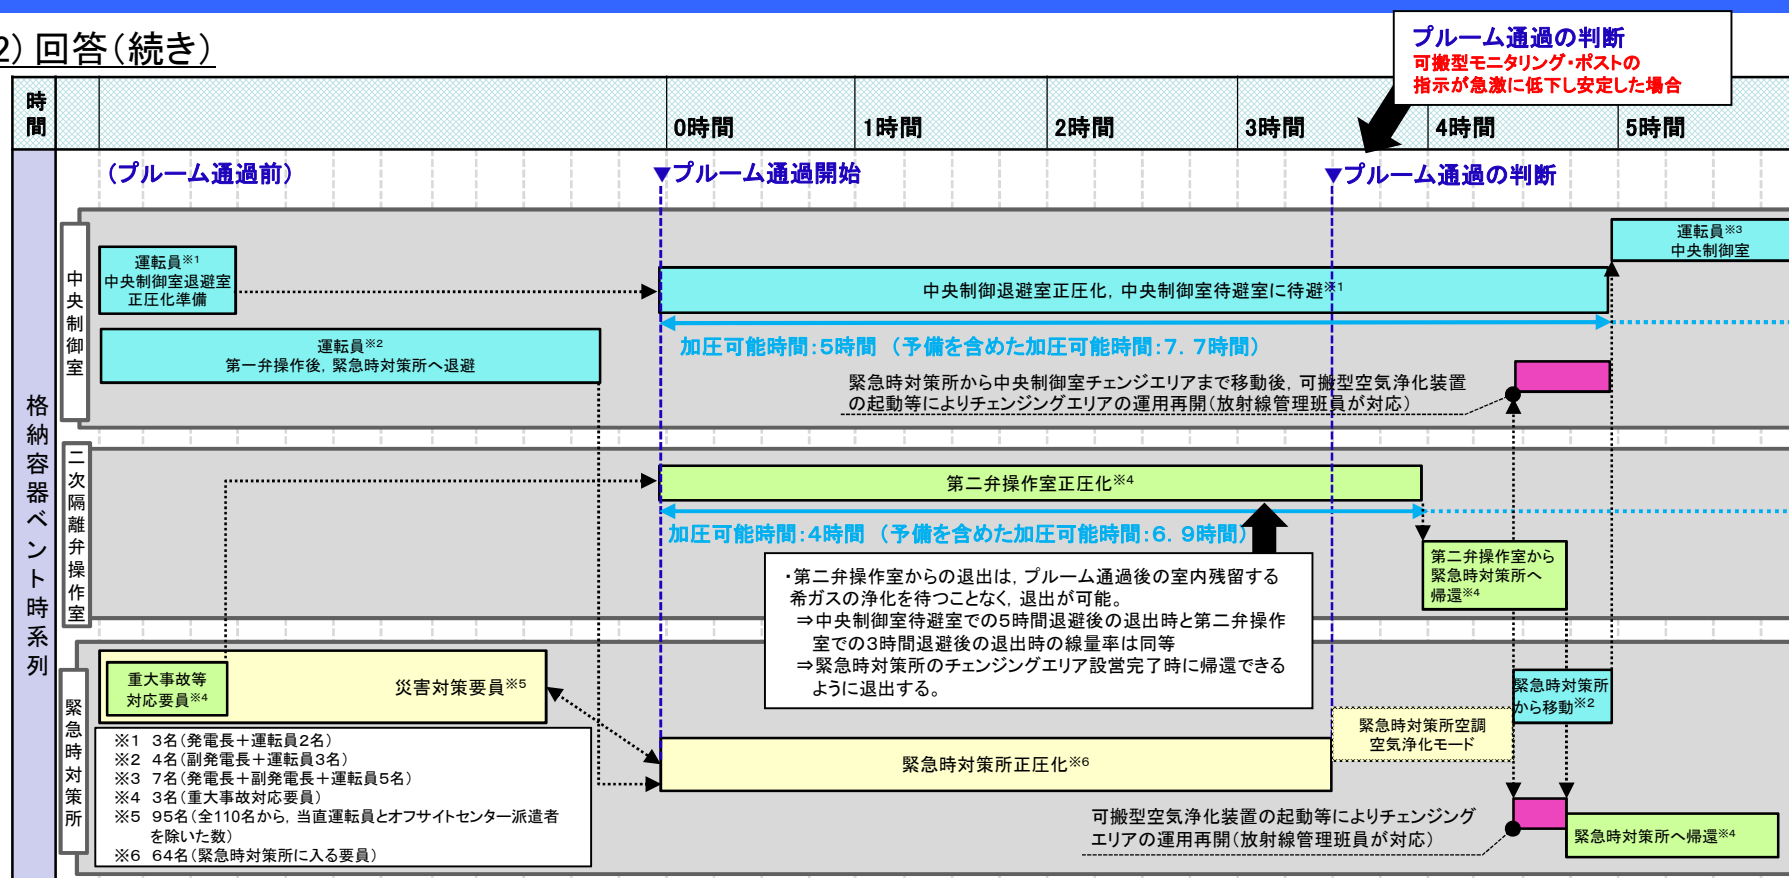 2) 回答(続き)
プルーム通過の判断
可搬型モニタリング・ポストの
指示が急激に低下し安定した場合
時間
0時間
1時間
2時間
3時間
4時間
5時間
格納容器ベント時系列
(プルーム通過前)
▼プルーム通過開始
▼プルーム通過の判断
中央制御室
運転員※1
中央制御室退避室
正圧化準備
運転員※2
第一弁操作後，緊急時対策所へ退避
中央制御退避室正圧化，中央制御室待避室に待避※1
運転員※3
中央制御室
加圧可能時間：5時間 （予備を含めた加圧可能時間：7．7時間）
緊急時対策所から中央制御室チェンジエリアまで移動後，可搬型空気浄化装置
の起動等によりチェンジングエリアの運用再開（放射線管理班員が対応）
二次隔離弁操作室
第二弁操作室正圧化※4
加圧可能時間：4時間 （予備を含めた加圧可能時間：6．9時間）
第二弁操作室から
緊急時対策所へ
帰還※4
・第二弁操作室からの退出は，プルーム通過後の室内残留する
希ガスの浄化を待つことなく，退出が可能。
⇒中央制御室待避室での5時間退避後の退出時と第二弁操作
室での3時間退避後の退出時の線量率は同等
⇒緊急時対策所のチェンジングエリア設営完了時に帰還できる
ように退出する。
緊急時対策所
重大事故等
対応要員※4
災害対策要員※5
緊急時対策所
から移動※2
緊急時対策所空調
空気浄化モード
緊急時対策所正圧化※6
※1 3名（発電長＋運転員2名）
※2 4名（副発電長＋運転員3名）
※3 7名（発電長＋副発電長＋運転員5名）
※4 3名（重大事故対応要員）
※5 95名（全110名から，当直運転員とオフサイトセンター派遣者
を除いた数）
※6 64名（緊急時対策所に入る要員）
可搬型空気浄化装置の起動等によりチェンジング
エリアの運用再開（放射線管理班員が対応）
緊急時対策所へ帰還※4